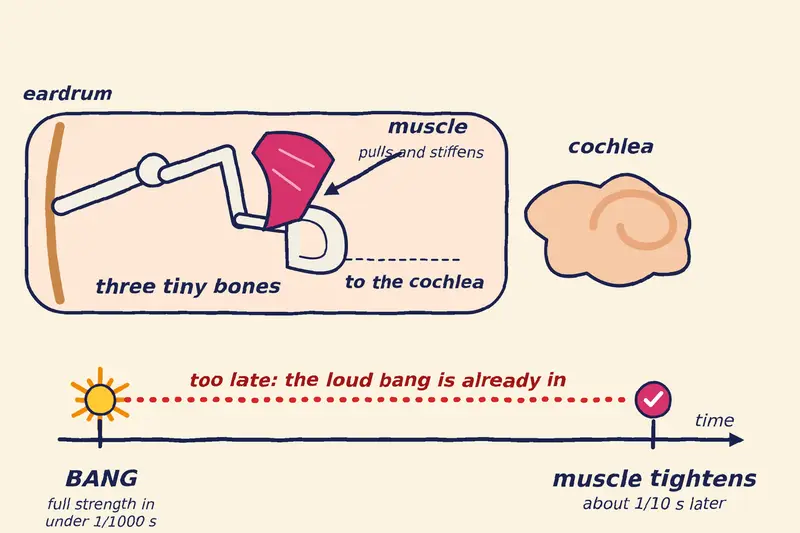 eardrum
muscle
pulls and stiffens
cochlea
three tiny bones
to the cochlea
too late: the loud bang is already in
time
BANG
full strength in
under 1/1000 s
muscle tightens
about 1/10 s later